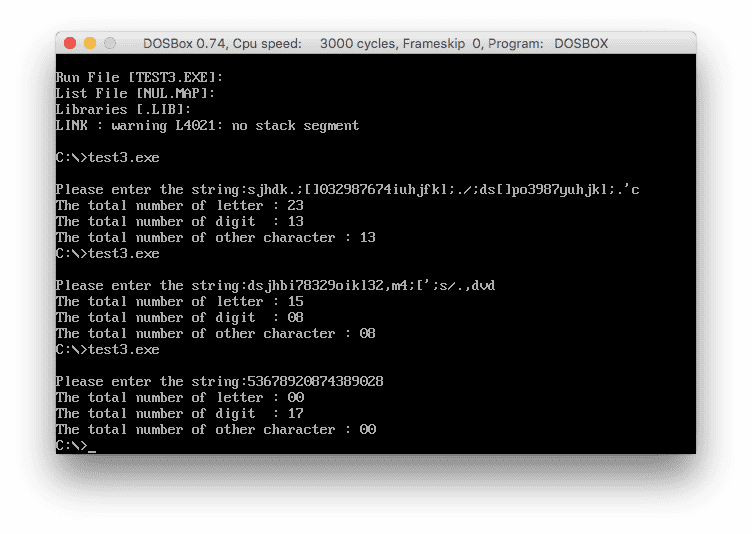 DOSBox 0.74, Cpu speed: 3000 cycles, Frameskip 0, Program: DOSBOX
Run File [TEST3.EXE]:
List File [NUL.MAP]:
Libraries [.LIB]:
LINK : warning L4021: no stack segment
C:\>test3.exe
Please enter the string:sjhdk.;[]032987674iuhjfkl;./;ds[]po3987yuhjkl;.'c
The total number of letter : 23
The total number of digit  : 13
The total number of other character : 13
C:\>test3.exe
Please enter the string:dsjhbi78329oikl32,m4;[';s/.,dvd
The total number of letter : 15
The total number of digit  : 08
The total number of other character : 08
C:\>test3.exe
Please enter the string:53678920874389028
The total number of letter : 00
The total number of digit  : 17
The total number of other character : 00
C:\>_